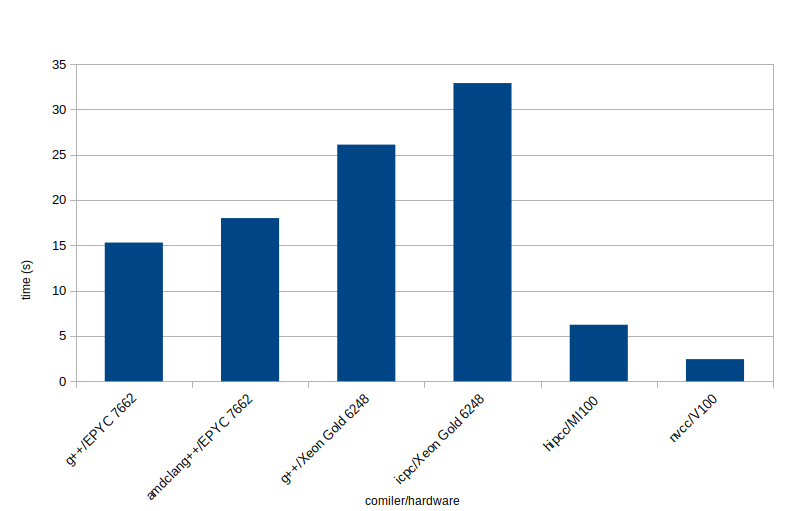 35
30
25
20
15
10
5
0
time (s)
g++/EPYC 7662
amdclang++/EPYC 7662
g++/Xeon Gold 6248
icpc/Xeon Gold 6248
hipcc/MI100
nvcc/V100
comiler/hardware